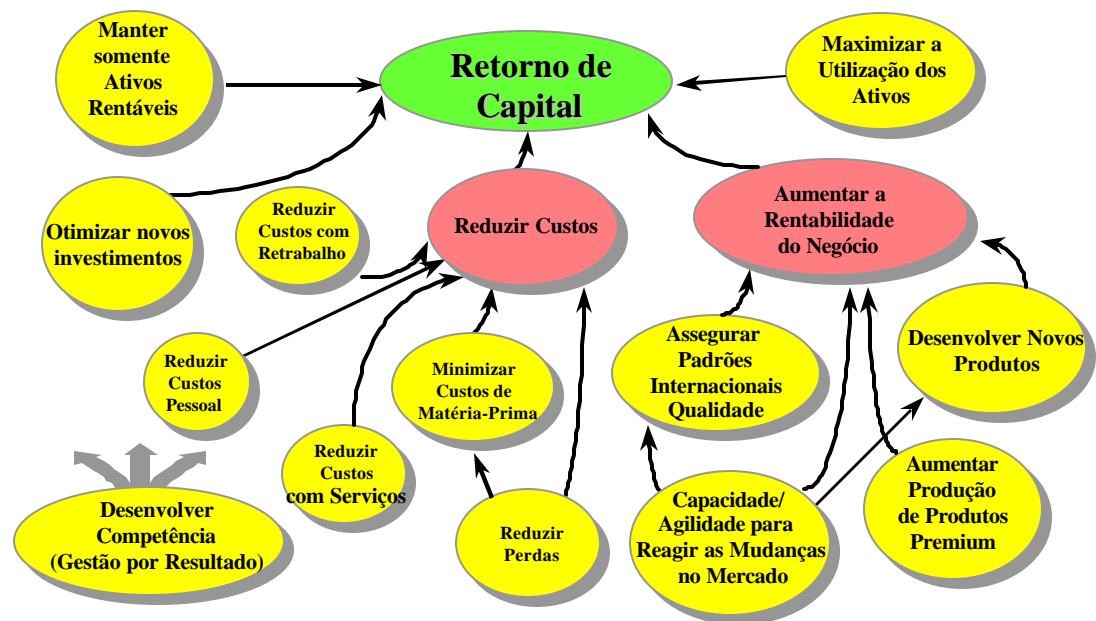 Manter
somente
Ativos
Rentáveis
Retorno de
Capital
Maximizar a
Utilização dos
Ativos
Otimizar novos
investimentos
Reduzir
Custos com
Retrabalho
Reduzir Custos
Aumentar a
Rentabilidade
do Negócio
Reduzir
Custos
Pessoal
Minimizar
Custos de
Matéria-Prima
Assegurar
Padrões
Internacionais
Qualidade
Desenvolver Novos
Produtos
Desenvolver
Competência
(Gestão por Resultado)
Reduzir
Custos
com Serviços
Reduzir
Perdas
Capacidade/
Agilidade para
Reagir as Mudanças
no Mercado
Aumentar
Produção
de Produtos
Premium